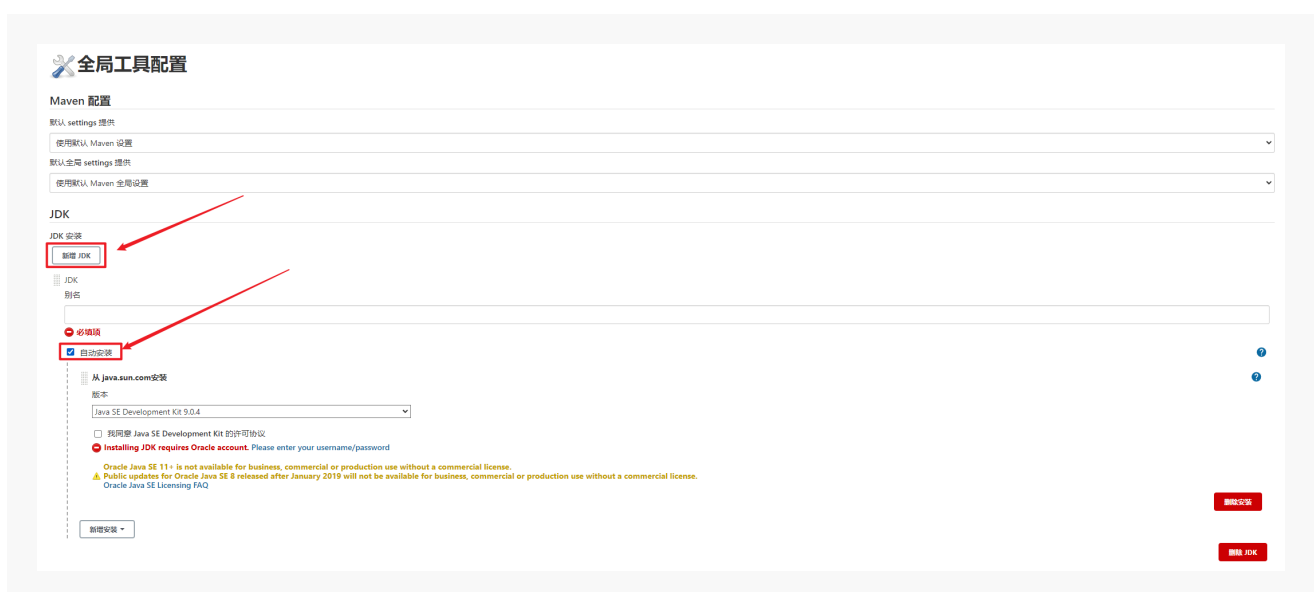 全局工具配置
Maven 配置
默认 settings 提供
使用默认 Maven 设置
默认全局 settings 提供
使用默认 Maven 全局设置
JDK
JDK 安装
新增 JDK
JDK
别名
必填项
自动安装
从 java.sun.com安装
版本
Java SE Development Kit 9.0.4
我同意 Java SE Development Kit 的许可协议
Installing JDK requires Oracle account. Please enter your username/password
Oracle Java SE 11+ is not available for business, commercial or production use without a commercial license.
Public updates for Oracle Java SE 8 released after January 2019 will not be available for business, commercial or production use without a commercial license.
Oracle Java SE Licensing FAQ
删除安装
新增安装
删除 JDK